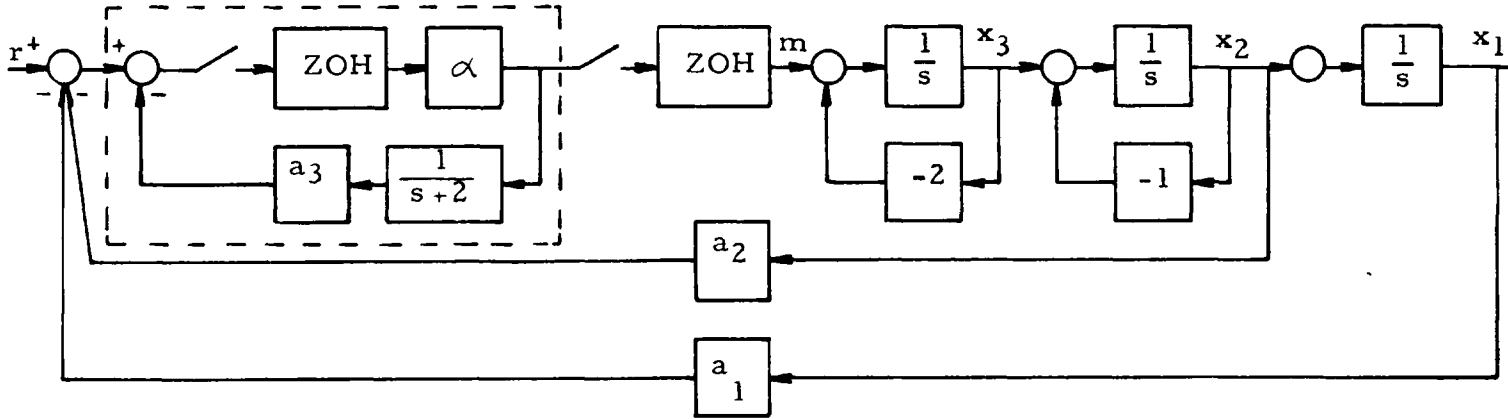 r + + - - - ZOH α ZOH m 1/s x₃ 1/s x₂ 1/s x₁
a₃ 1/(s+2) -2 -1
a₂
a₁